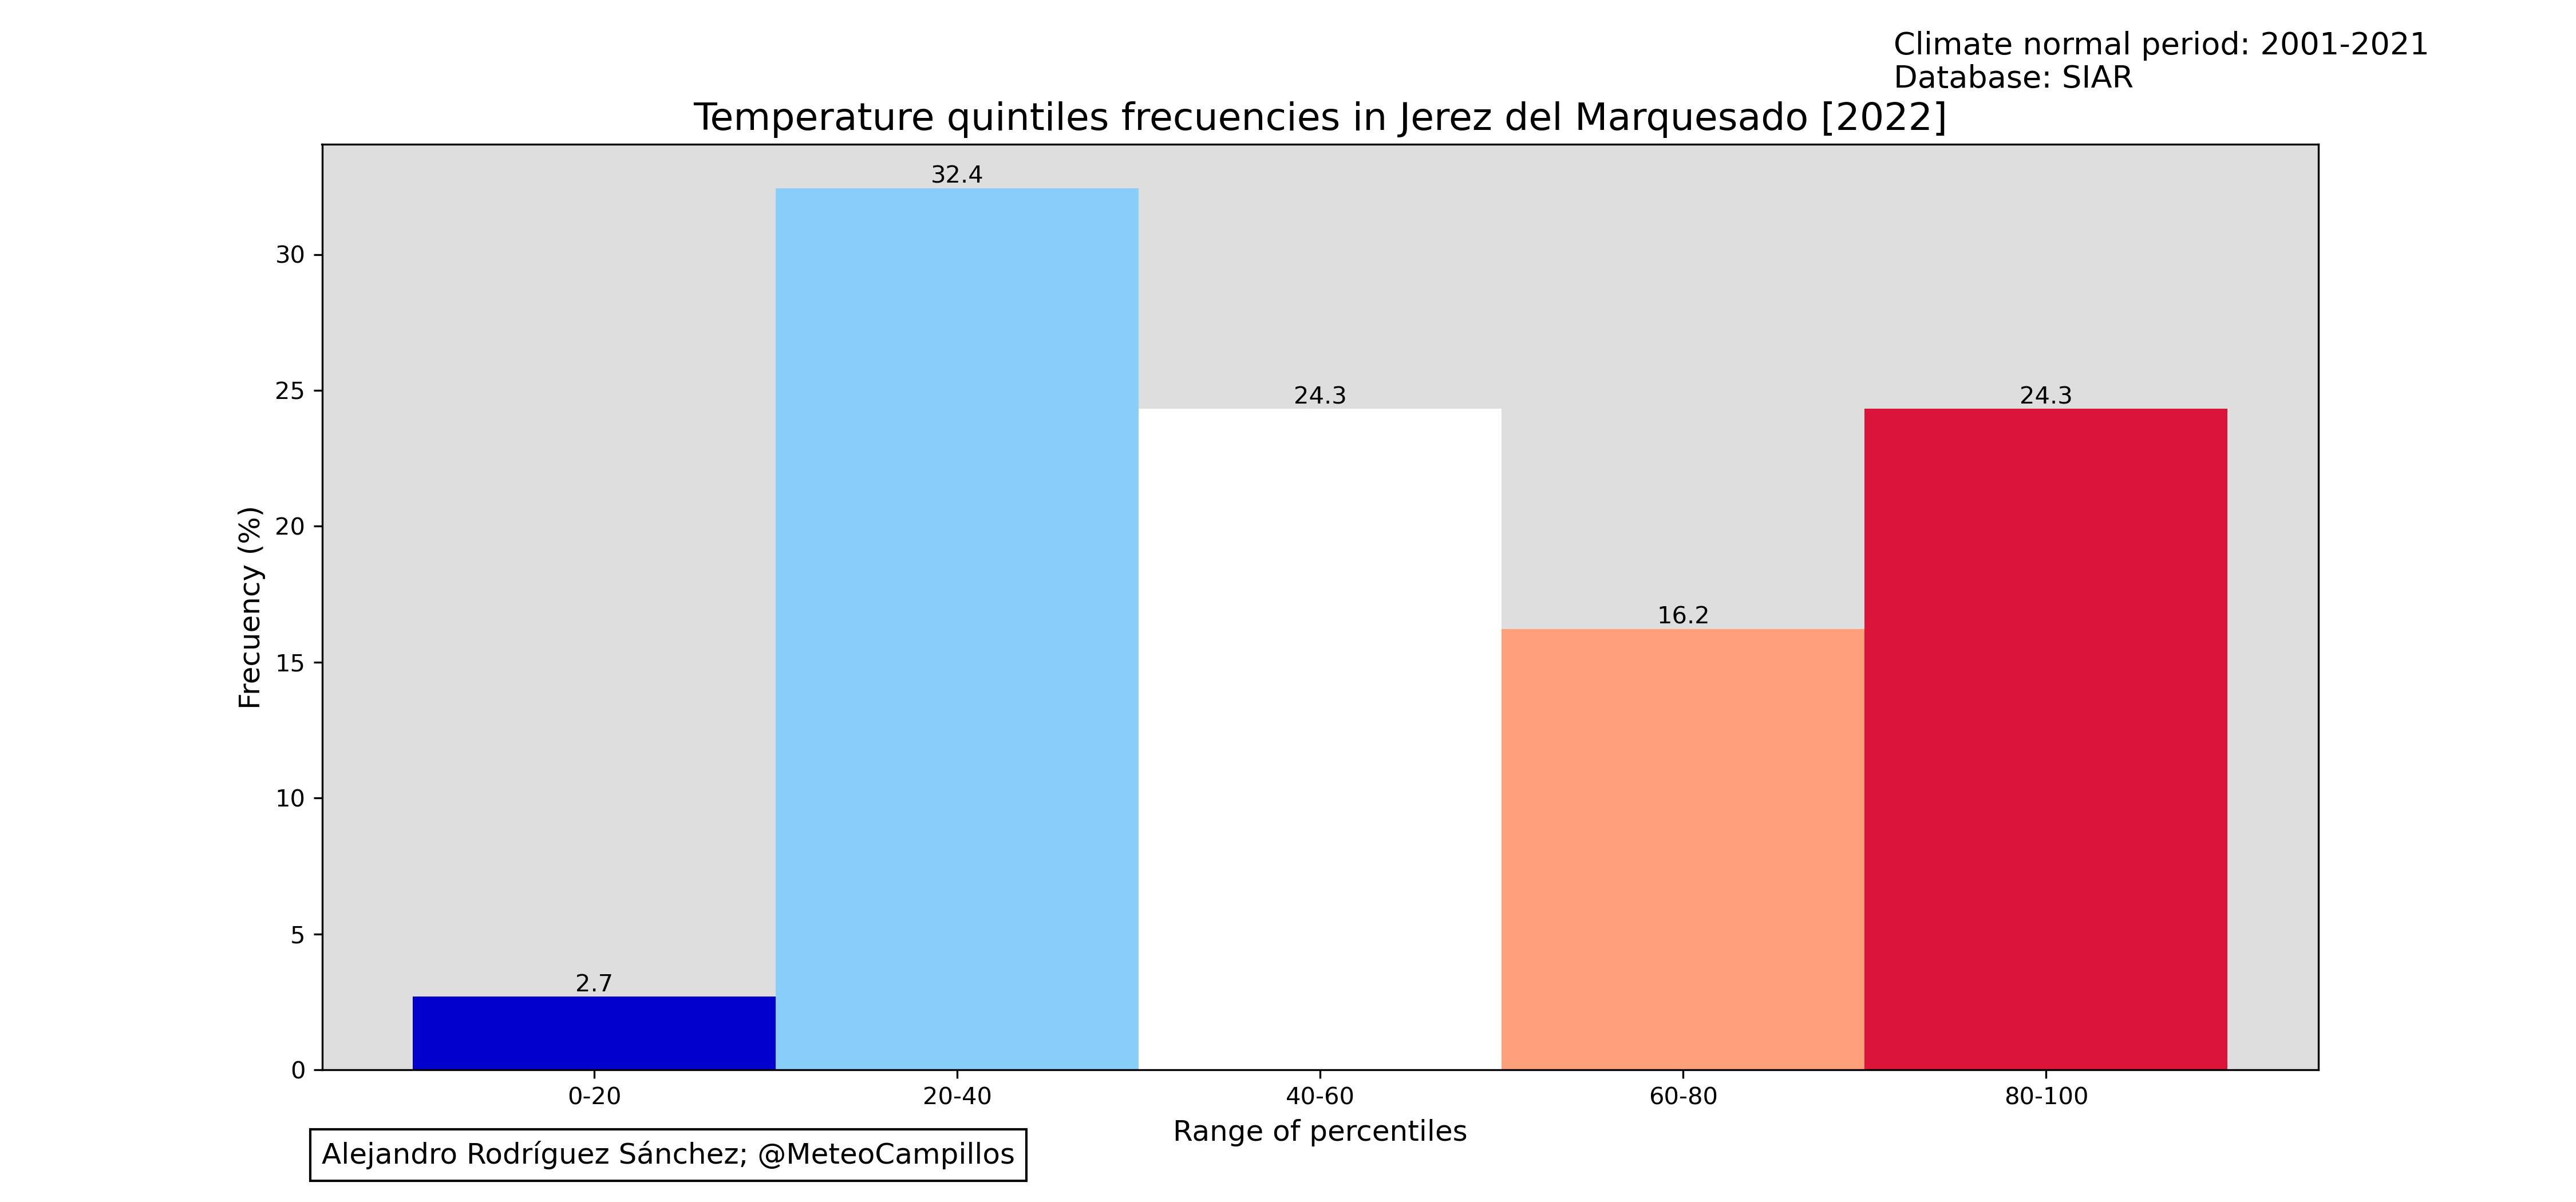 Climate normal period: 2001-2021
Database: SIAR
Temperature quintiles frecuencies in Jerez del Marquesado [2022]
32.4
30
25
24.3
24.3
20
Frecuency (%)
16.2
15
10
5
2.7
0
0-20
20-40
40-60
60-80
80-100
Range of percentiles
Alejandro Rodríguez Sánchez; @MeteoCampillos